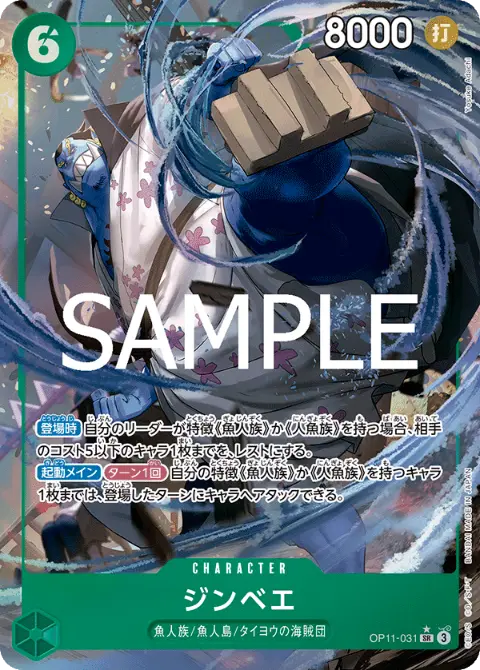 6
8000
打
SAMPLE
登場時 自分のリーダーが特徴《魚人族》か《人魚族》を持つ場合、相手
のコスト5以下のキャラ1枚までを、レストにする。
起動メイン ターン1回 自分の特徴《魚人族》か《人魚族》を持つキャラ
1枚までは、登場したターンにキャラへアタックできる。
CHARACTER
ジンベエ
魚人族/魚人島/タイヨウの海賊団
OP11-031 ★ SR 3
BANDAI MADE IN JAPAN